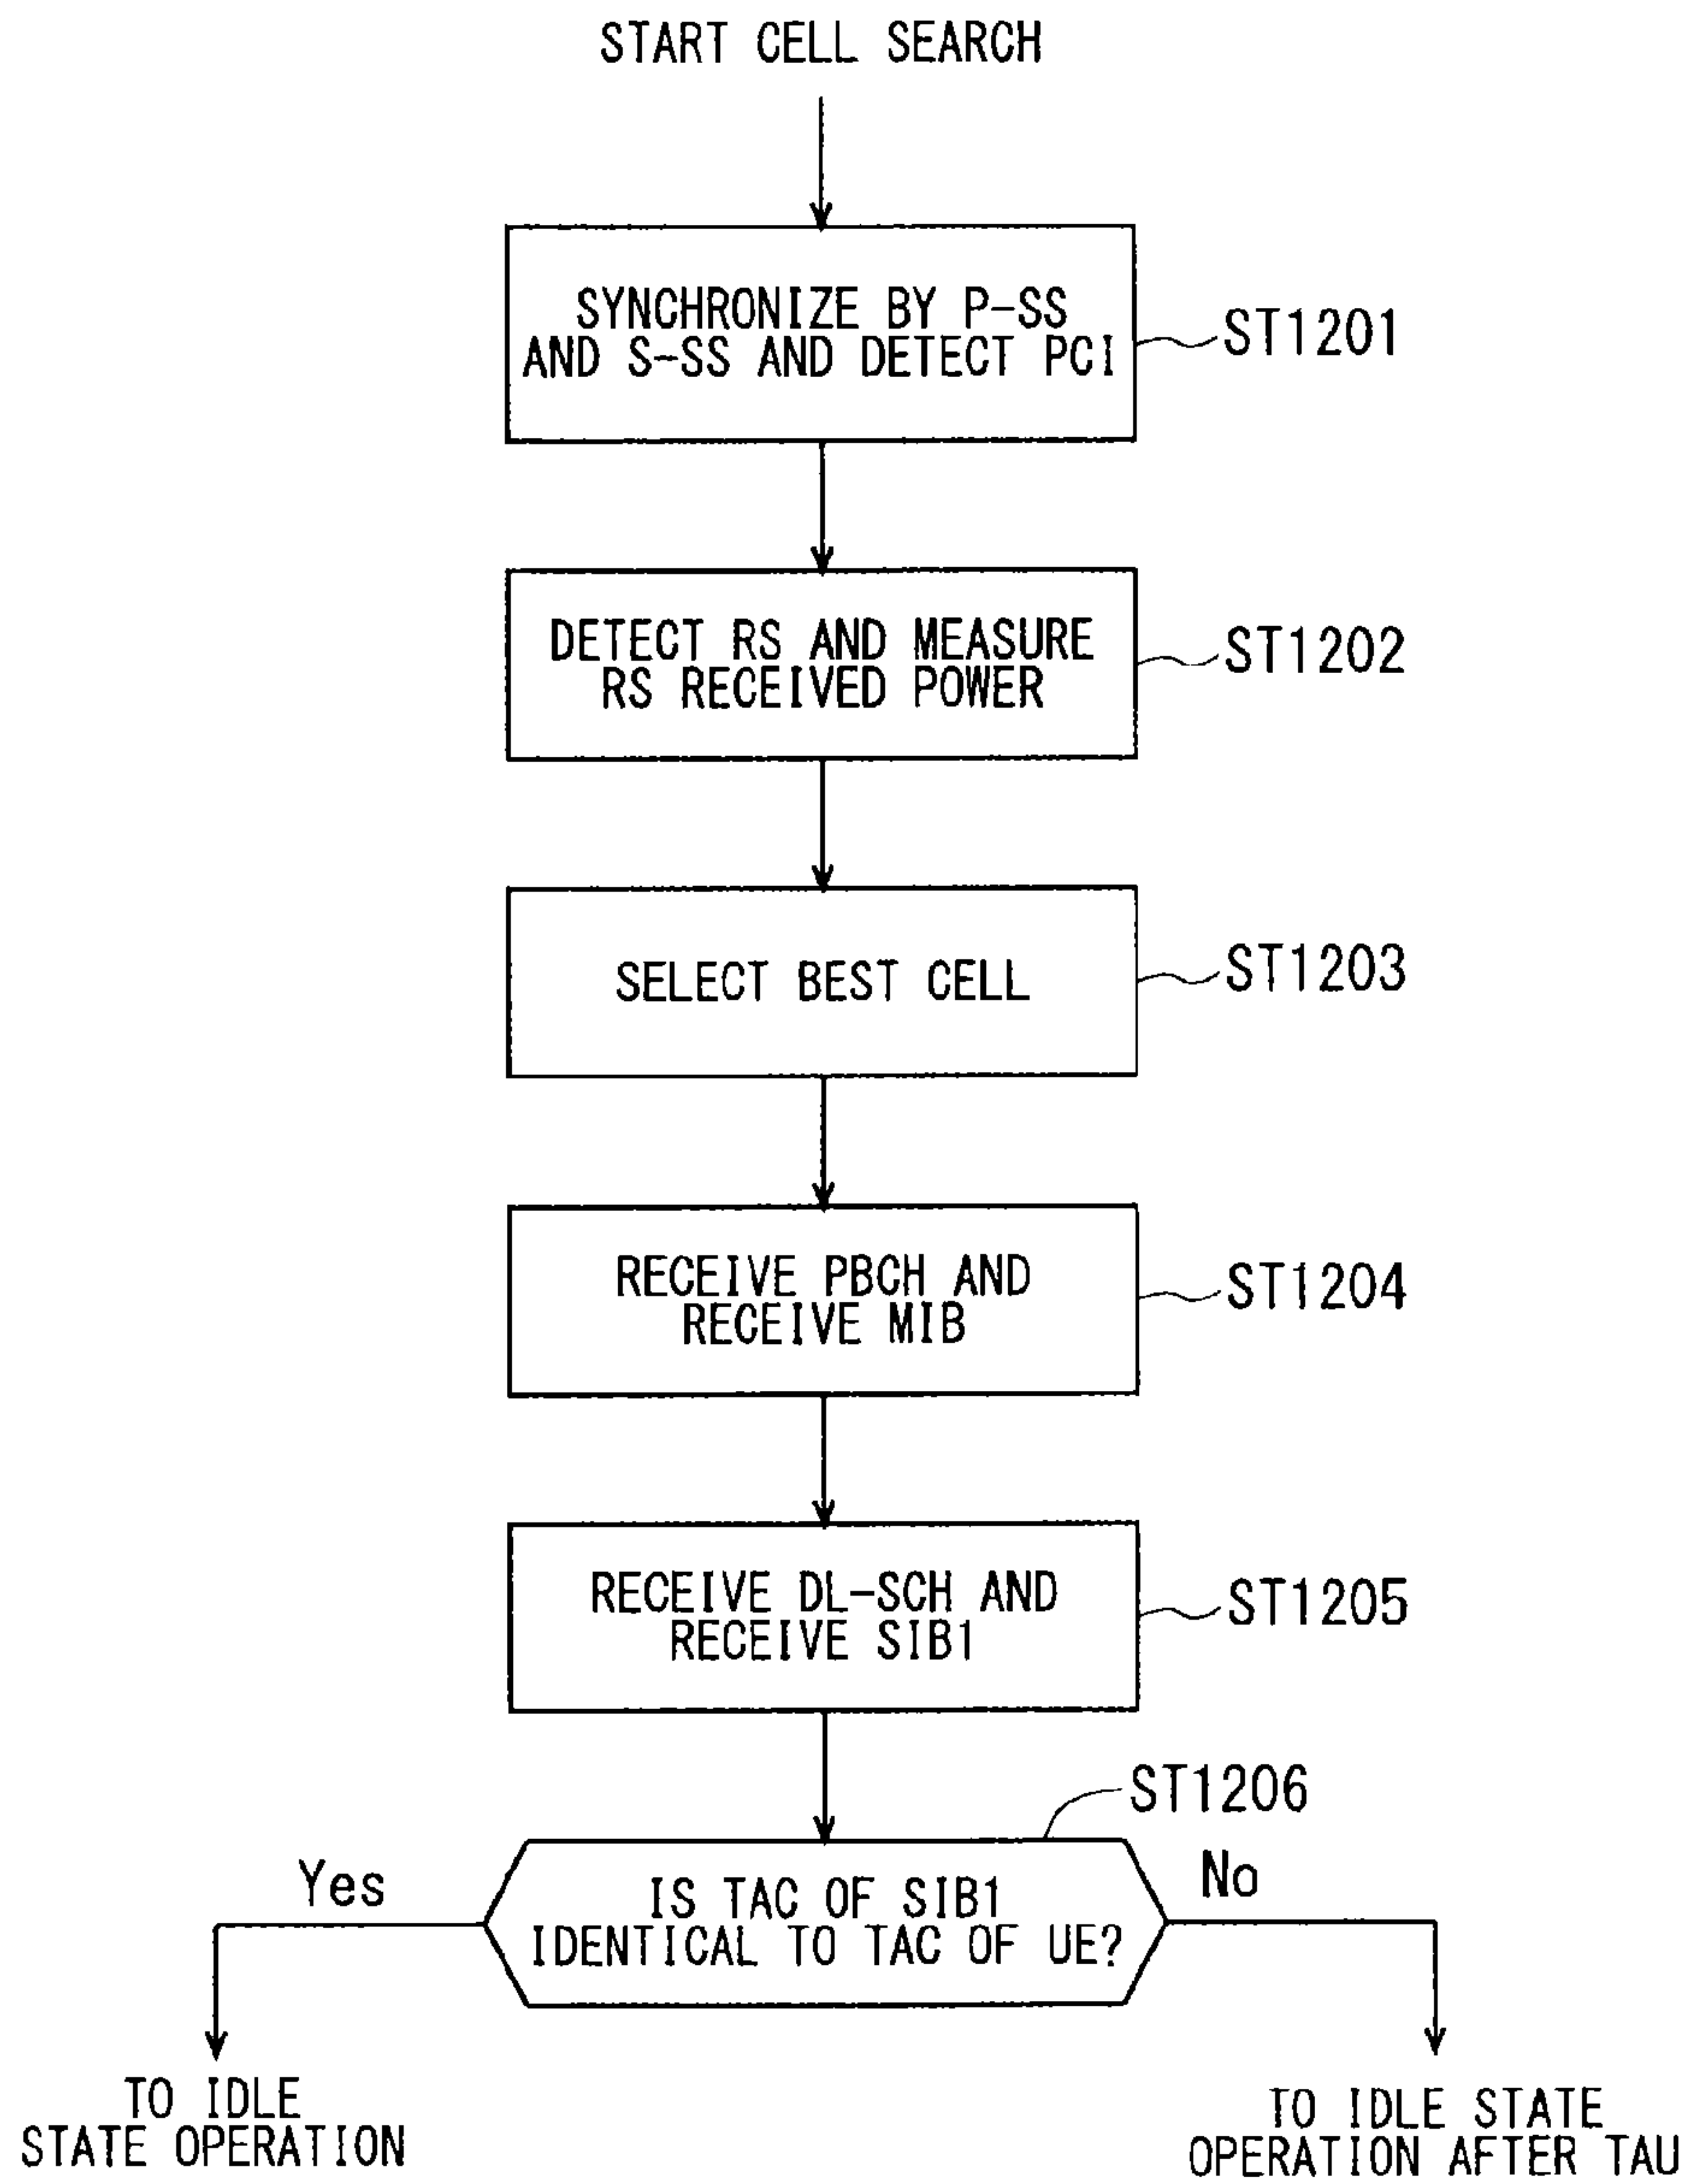 START CELL SEARCH
SYNCHRONIZE BY P-SS
AND S-SS AND DETECT PCI
ST1201
DETECT RS AND MEASURE
RS RECEIVED POWER
ST1202
SELECT BEST CELL
ST1203
RECEIVE PBCH AND
RECEIVE MIB
ST1204
RECEIVE DL-SCH AND
RECEIVE SIB1
ST1205
ST1206
Yes
IS TAC OF SIB1
IDENTICAL TO TAC OF UE?
No
TO IDLE
STATE OPERATION
TO IDLE STATE
OPERATION AFTER TAU